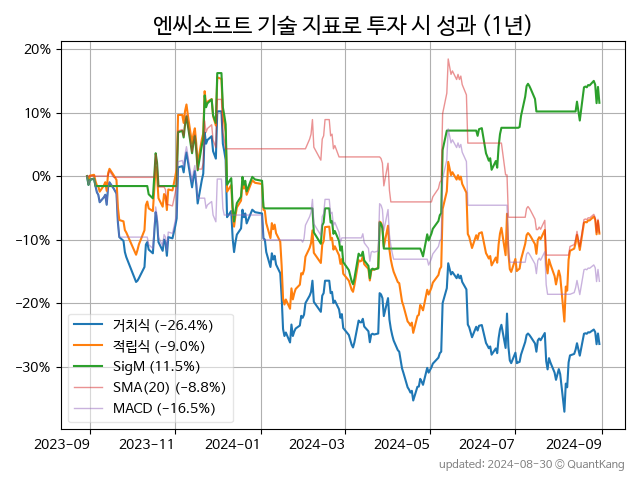 엔씨소프트 기술 지표로 투자 시 성과 (1년)
20%
10%
0%
−10%
−20%
−30%
거치식 (−26.4%)
적립식 (−9.0%)
SigM (11.5%)
SMA(20) (−8.8%)
MACD (−16.5%)
2023-09 2023-11 2024-01 2024-03 2024-05 2024-07 2024-09
updated: 2024-08-30 © QuantKang